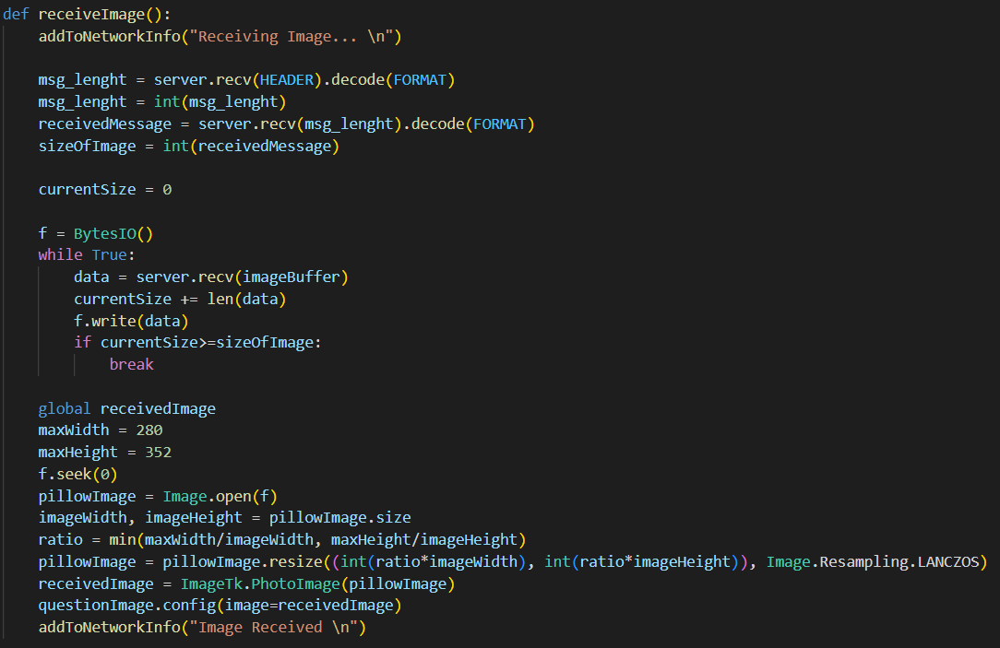 def receiveImage():
    addToNetworkInfo("Receiving Image... \n")

    msg_lenght = server.recv(HEADER).decode(FORMAT)
    msg_lenght = int(msg_lenght)
    receivedMessage = server.recv(msg_lenght).decode(FORMAT)
    sizeOfImage = int(receivedMessage)

    currentSize = 0

    f = BytesIO()
    while True:
        data = server.recv(imageBuffer)
        currentSize += len(data)
        f.write(data)
        if currentSize>=sizeOfImage:
            break

    global receivedImage
    maxWidth = 280
    maxHeight = 352
    f.seek(0)
    pillowImage = Image.open(f)
    imageWidth, imageHeight = pillowImage.size
    ratio = min(maxWidth/imageWidth, maxHeight/imageHeight)
    pillowImage = pillowImage.resize((int(ratio*imageWidth), int(ratio*imageHeight)), Image.Resampling.LANCZOS)
    receivedImage = ImageTk.PhotoImage(pillowImage)
    questionImage.config(image=receivedImage)
    addToNetworkInfo("Image Received \n")